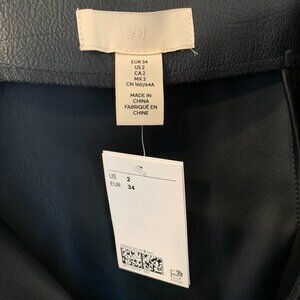 H&M
EUR 34
US 2
CA 2
MX 2
CN 160/64A
MADE IN
CHINA
FABRIQUÉ EN
CHINE
US 2
EUR 34